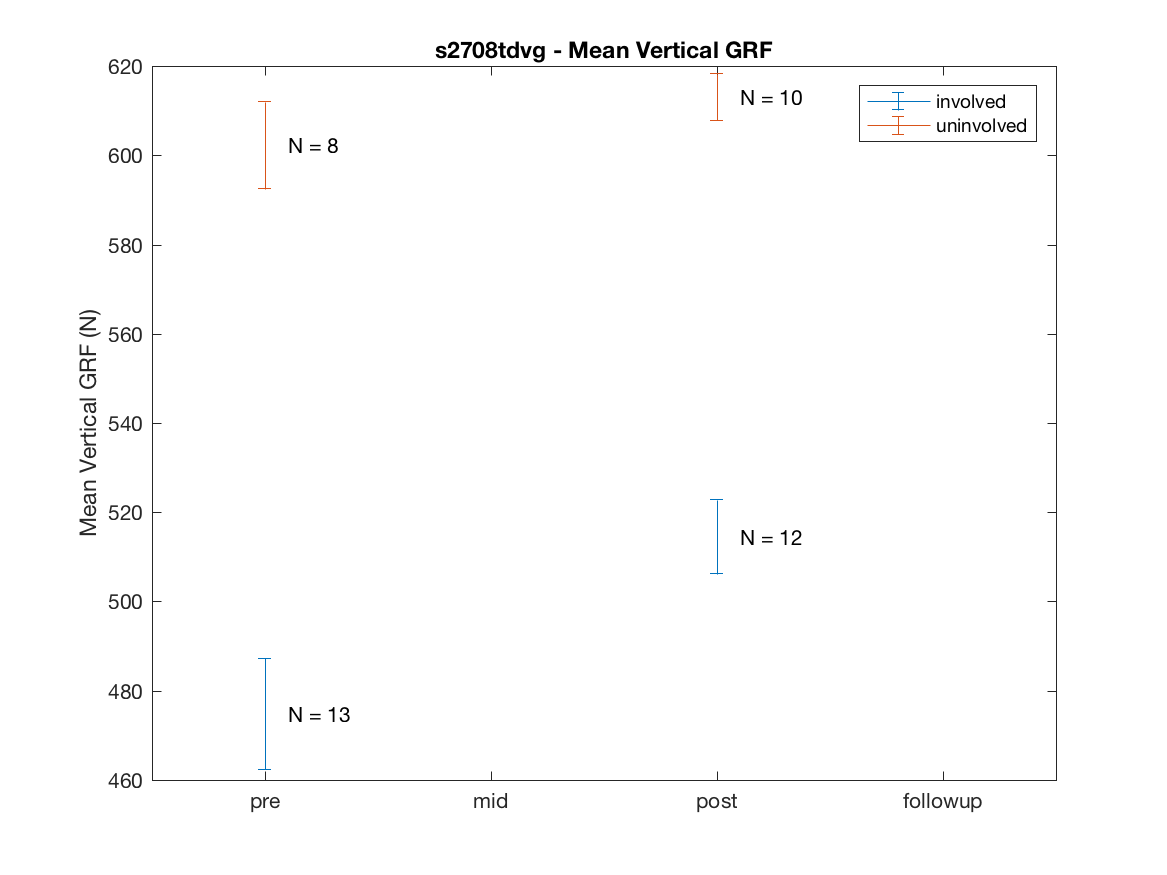 s2708tdvg - Mean Vertical GRF
620
600
580
560
540
520
500
480
460
Mean Vertical GRF (N)
N = 8
N = 10
N = 12
N = 13
involved
uninvolved
pre
mid
post
followup